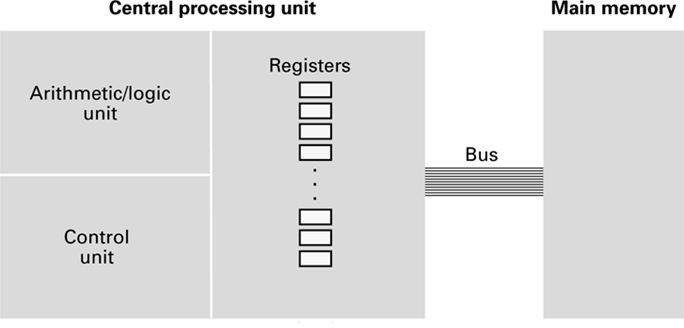 Central processing unit
Main memory
Arithmetic/logic
unit
Registers
Bus
Control
unit